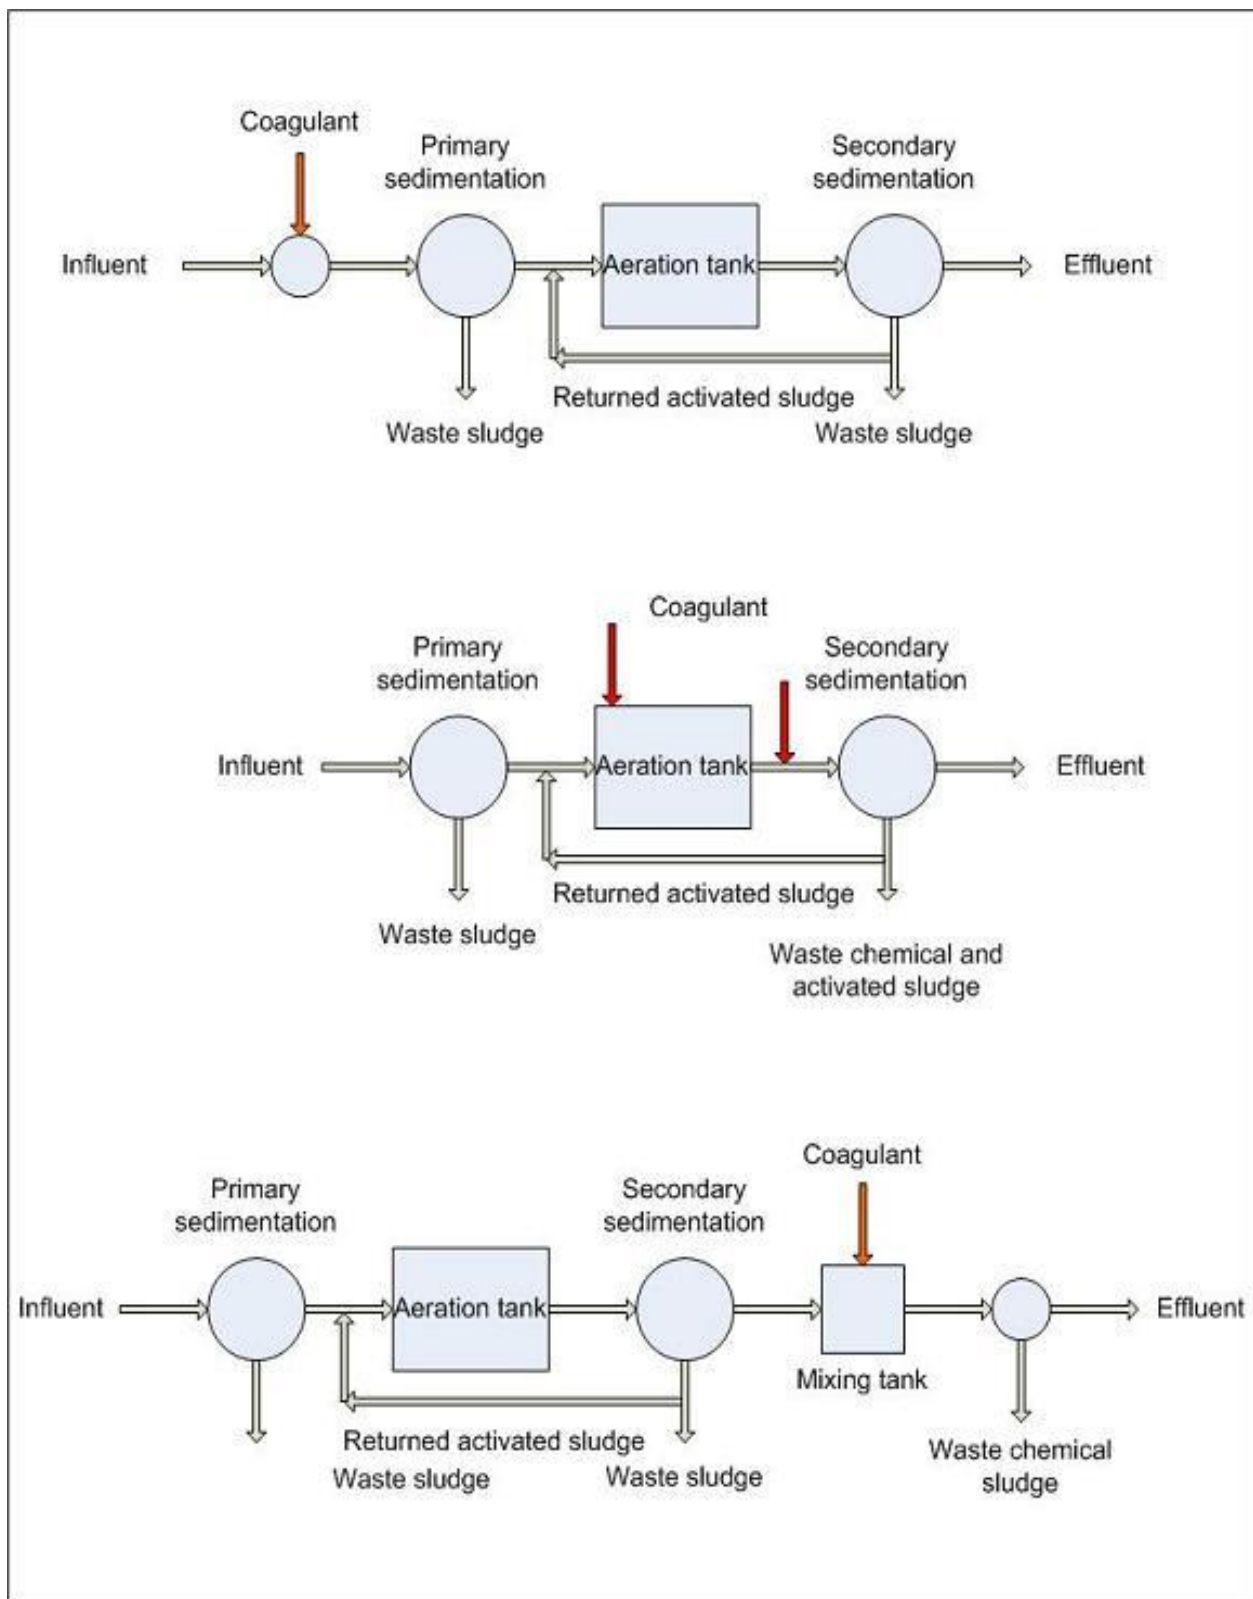 Coagulant
Primary
sedimentation
Secondary
sedimentation
Influent
Aeration tank
Effluent
Returned activated sludge
Waste sludge
Waste sludge
Coagulant
Primary
sedimentation
Secondary
sedimentation
Influent
Aeration tank
Effluent
Returned activated sludge
Waste sludge
Waste chemical and
activated sludge
Coagulant
Primary
sedimentation
Secondary
sedimentation
Influent
Aeration tank
Effluent
Mixing tank
Returned activated sludge
Waste sludge
Waste sludge
Waste chemical
sludge